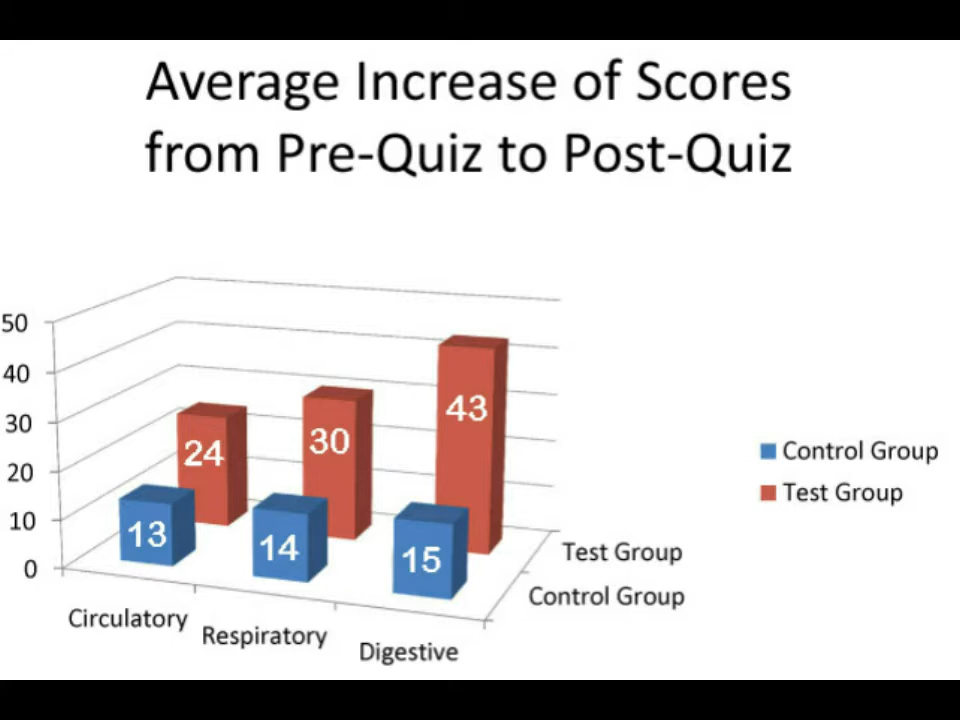 Average Increase of Scores
from Pre-Quiz to Post-Quiz
50
40
30
20
10
0
24
30
43
13
14
15
Circulatory
Respiratory
Digestive
Test Group
Control Group
Control Group
Test Group